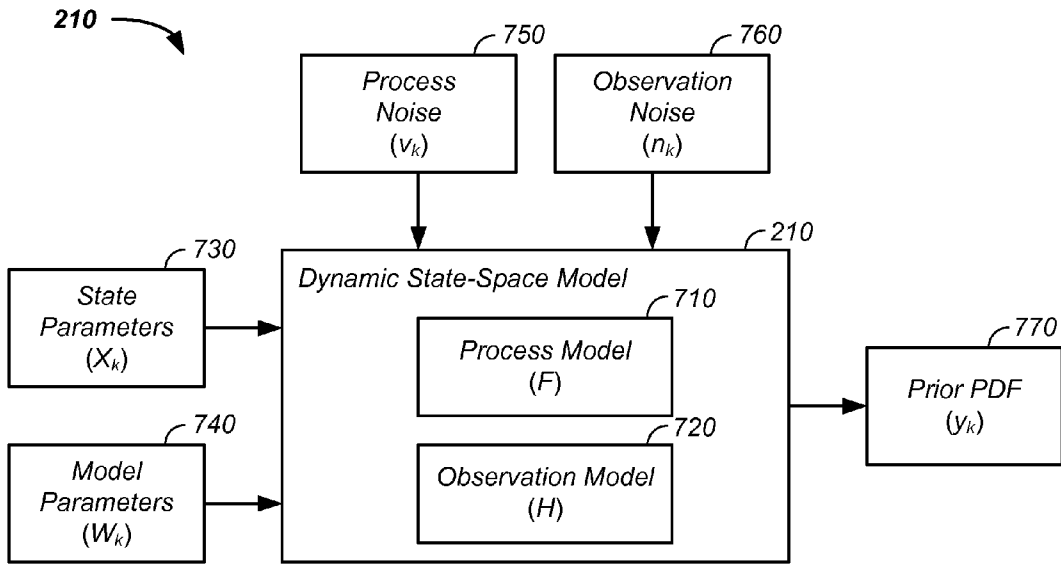 210
750
760
Process
Noise
(vk)
Observation
Noise
(nk)
730
210
State
Parameters
(Xk)
Dynamic State-Space Model
710
Process Model
(F)
770
Prior PDF
(yk)
740
Model
Parameters
(Wk)
720
Observation Model
(H)